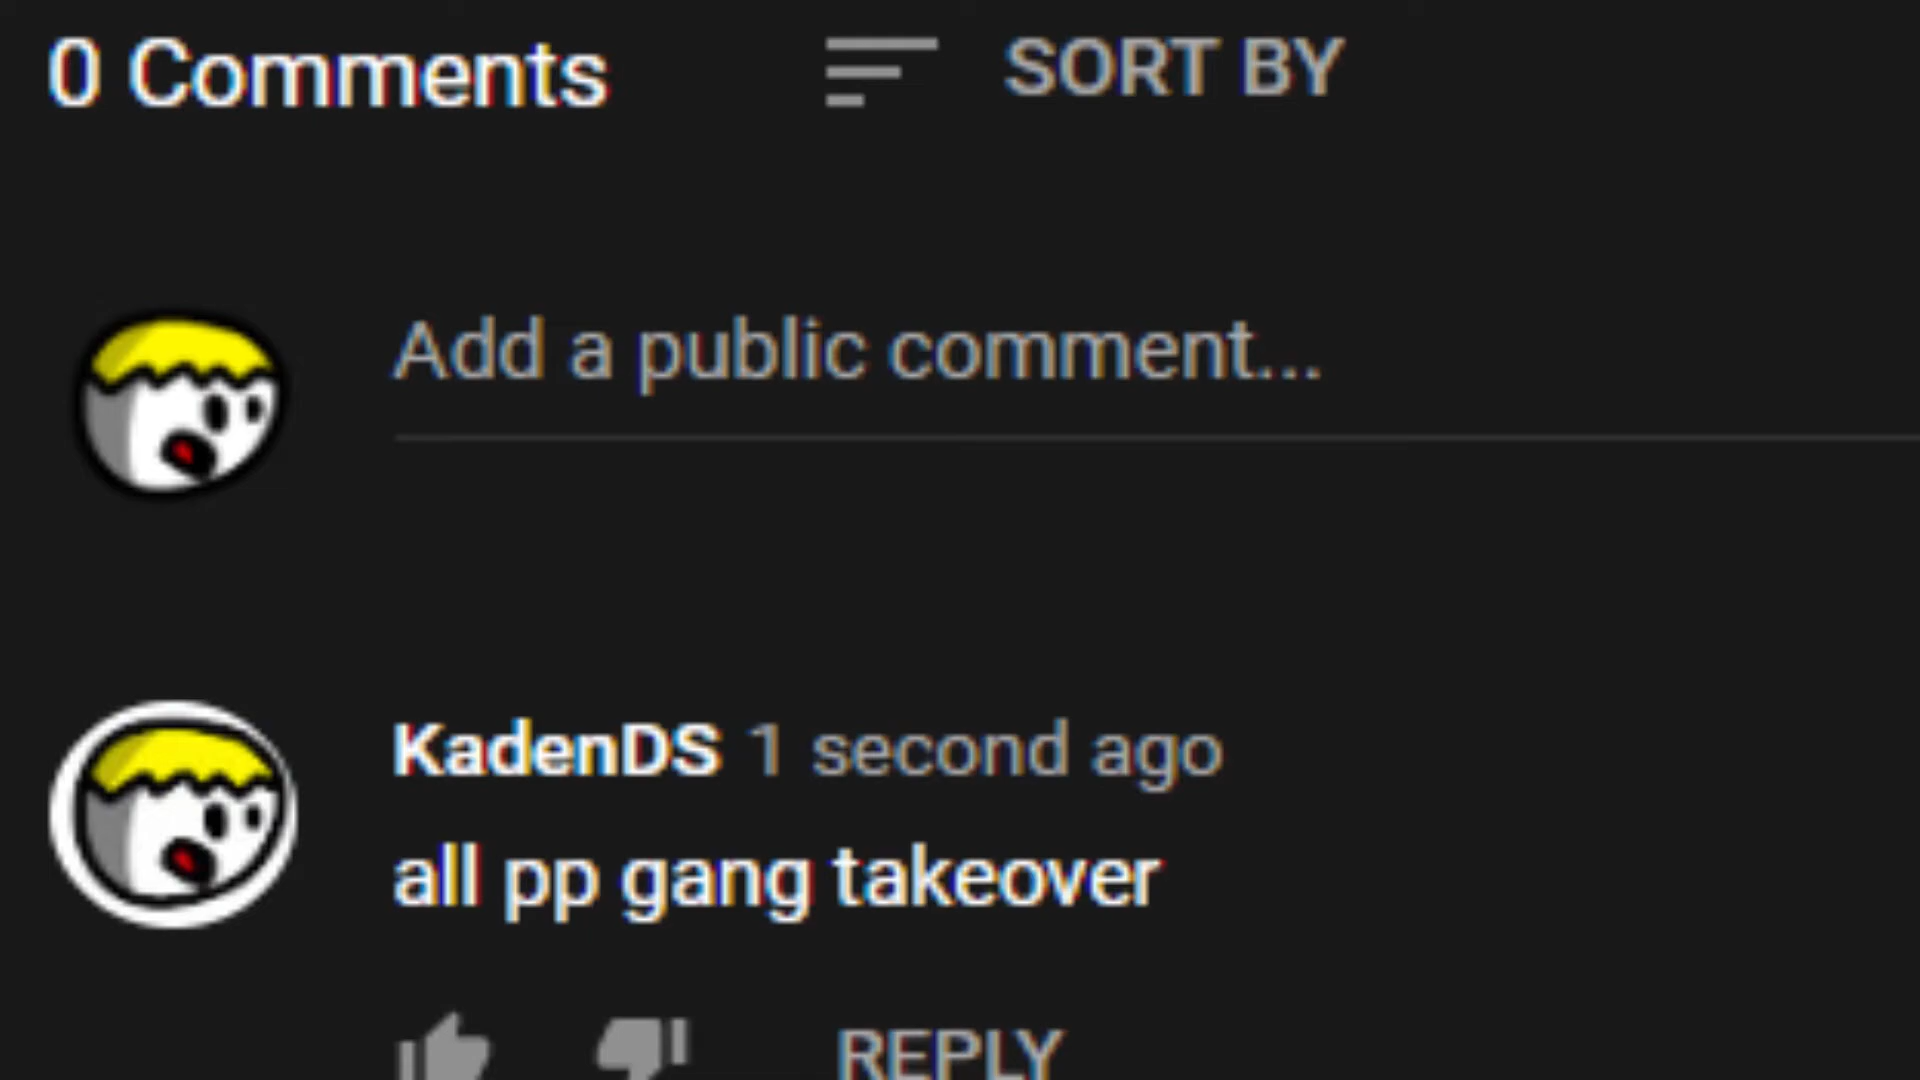 0 Comments SORT BY
Add a public comment...
KadenDS 1 second ago
all pp gang takeover
REPLY